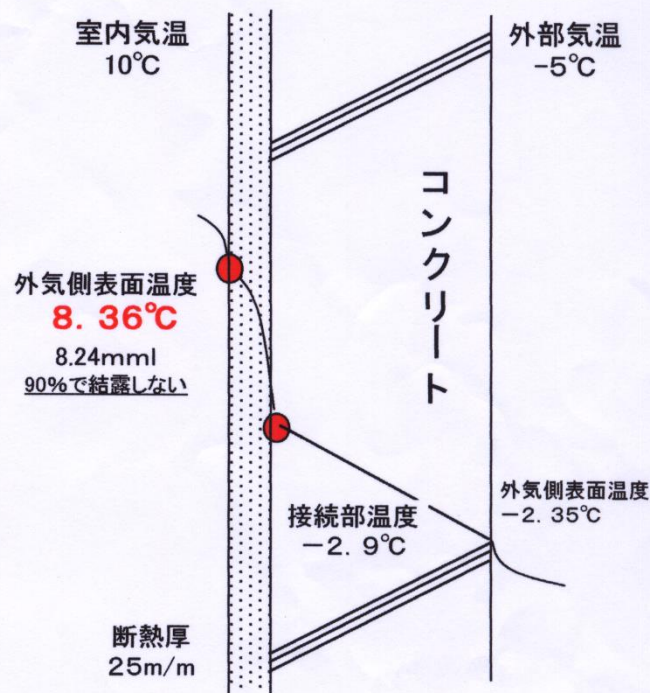 室内気温
10℃
外部気温
-5℃
コンクリート
外気側表面温度
8. 36℃
8.24mmI
90%で結露しない
外気側表面温度
－2. 35℃
接続部温度
－2. 9℃
断熱厚
25m/m